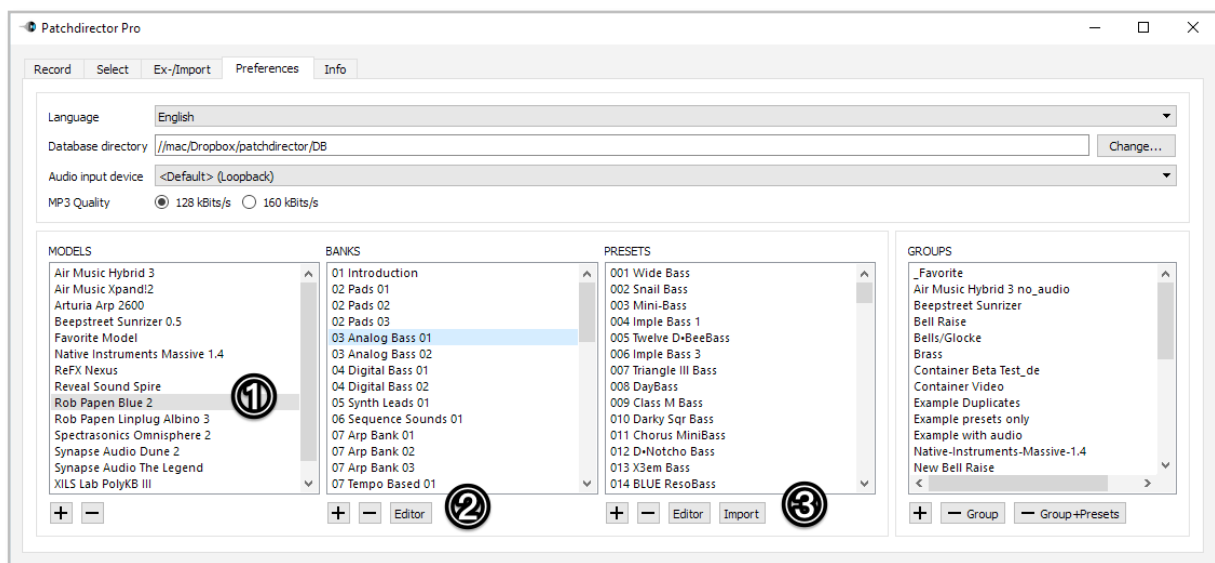 Patchdirector Pro
Record Select Ex-/Import Preferences Info
Language English
Database directory //mac/Dropbox/patchdirector/DB Change...
Audio input device <Default> (Loopback)
MP3 Quality 128 kBits/s 160 kBits/s
MODELS
Air Music Hybrid 3
Air Music Xpand!2
Arturia Arp 2600
Beepstreet Sunrizer 0.5
Favorite Model
Native Instruments Massive 1.4
ReFX Nexus
Reveal Sound Spire
Rob Papen Blue 2
Rob Papen Linplug Albino 3
Spectrasonics Omnisphere 2
Synapse Audio Dune 2
Synapse Audio The Legend
XILS Lab PolyKB III
+ −
1
BANKS
01 Introduction
02 Pads 01
02 Pads 02
02 Pads 03
03 Analog Bass 01
03 Analog Bass 02
04 Digital Bass 01
04 Digital Bass 02
05 Synth Leads 01
06 Sequence Sounds 01
07 Arp Bank 01
07 Arp Bank 02
07 Arp Bank 03
07 Tempo Based 01
+ − Editor
2
PRESETS
001 Wide Bass
002 Snail Bass
003 Mini-Bass
004 Imple Bass 1
005 Twelve D•BeeBass
006 Imple Bass 3
007 Triangle III Bass
008 DayBass
009 Class M Bass
010 Darky Sqr Bass
011 Chorus MiniBass
012 D•Notcho Bass
013 X3em Bass
014 BLUE ResoBass
+ − Editor Import
3
GROUPS
_Favorite
Air Music Hybrid 3 no_audio
Beepstreet Sunrizer
Bell Raise
Bells/Glocke
Brass
Container Beta Test_de
Container Video
Example Duplicates
Example presets only
Example with audio
Native-Instruments-Massive-1.4
New Bell Raise
+ − Group − Group+Presets